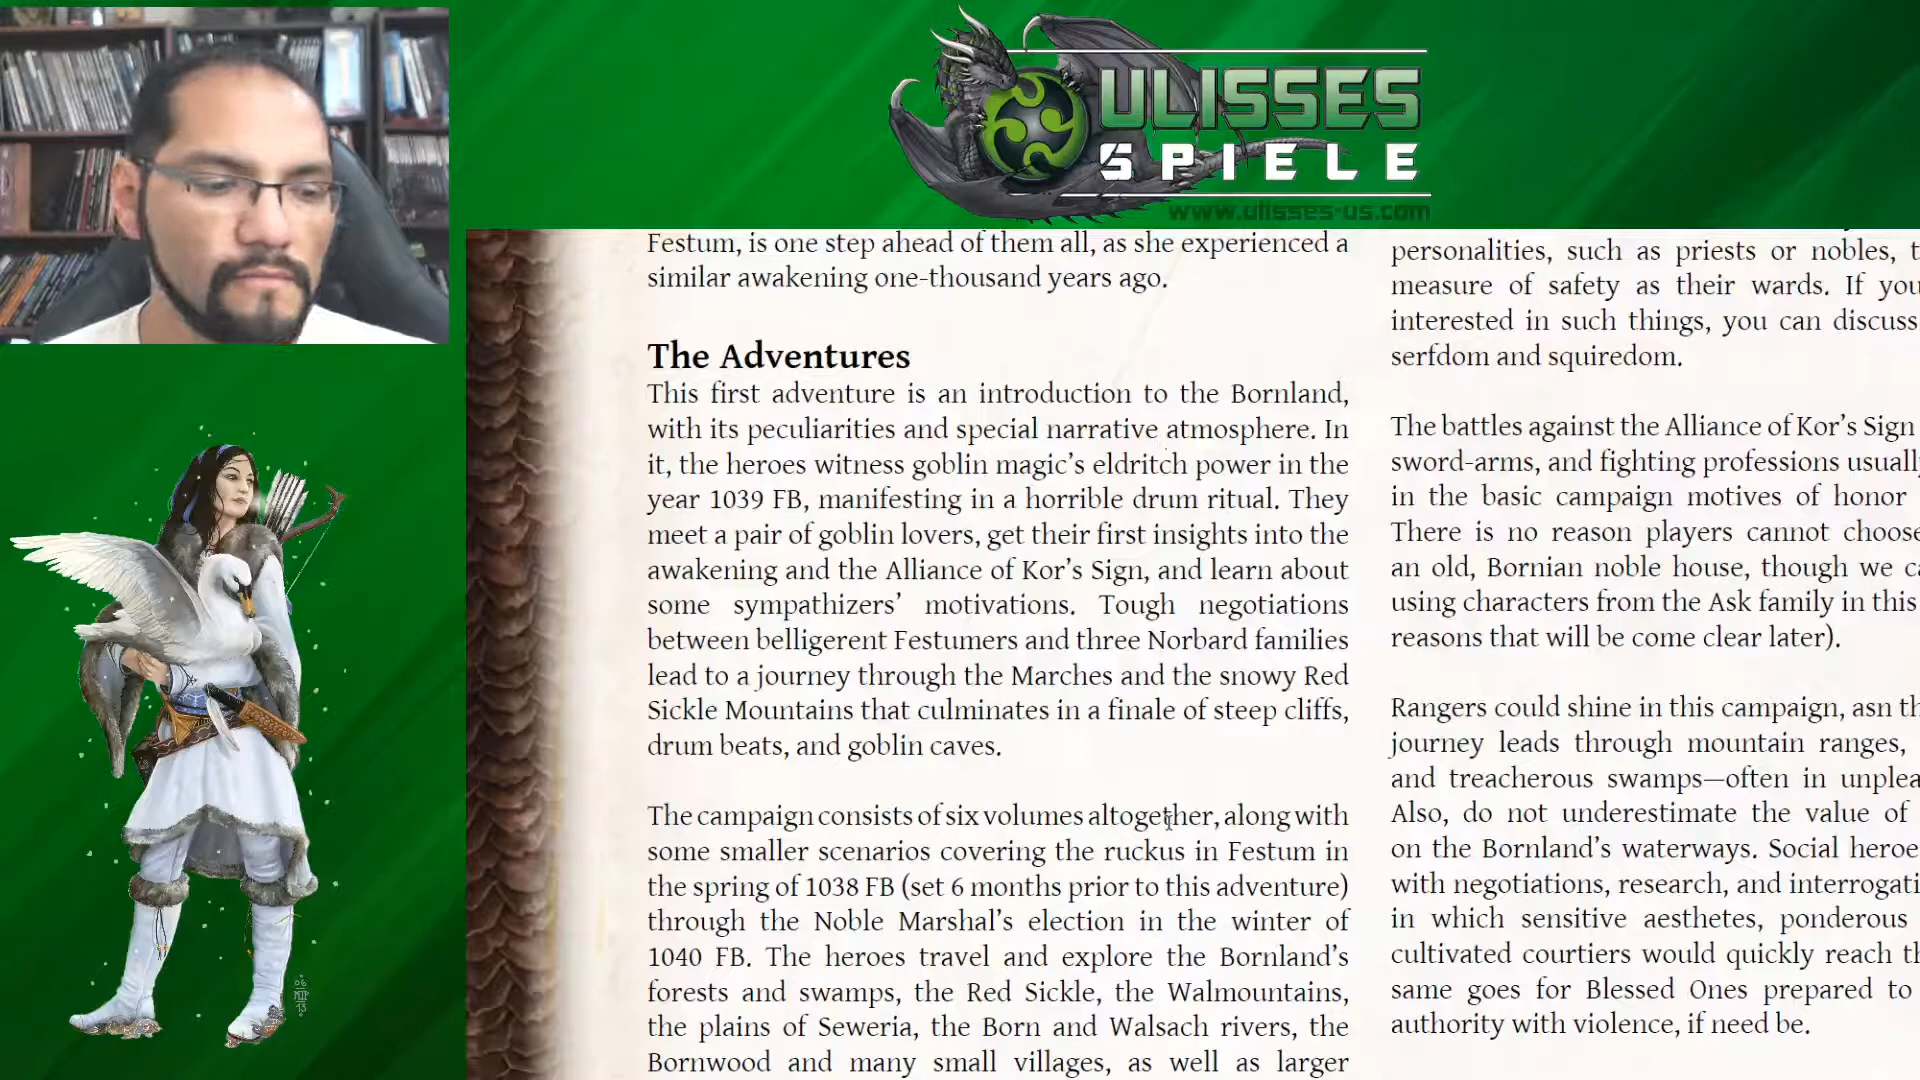 ULISSES
SPIELE
www.ulisses-us.com
Festum, is one step ahead of them all, as she experienced a
similar awakening one-thousand years ago.
The Adventures
This first adventure is an introduction to the Bornland,
with its peculiarities and special narrative atmosphere. In
it, the heroes witness goblin magic’s eldritch power in the
year 1039 FB, manifesting in a horrible drum ritual. They
meet a pair of goblin lovers, get their first insights into the
awakening and the Alliance of Kor’s Sign, and learn about
some sympathizers’ motivations. Tough negotiations
between belligerent Festumers and three Norbard families
lead to a journey through the Marches and the snowy Red
Sickle Mountains that culminates in a finale of steep cliffs,
drum beats, and goblin caves.
The campaign consists of six volumes altogether, along with
some smaller scenarios covering the ruckus in Festum in
the spring of 1038 FB (set 6 months prior to this adventure)
through the Noble Marshal’s election in the winter of
1040 FB. The heroes travel and explore the Bornland’s
forests and swamps, the Red Sickle, the Walmountains,
the plains of Seweria, the Born and Walsach rivers, the
Bornwood and many small villages, as well as larger
personalities, such as priests or nobles, t
measure of safety as their wards. If you
interested in such things, you can discuss
serfdom and squiredom.
The battles against the Alliance of Kor’s Sign
sword-arms, and fighting professions usually
in the basic campaign motives of honor
There is no reason players cannot choose
an old, Bornian noble house, though we ca
using characters from the Ask family in this
reasons that will be come clear later).
Rangers could shine in this campaign, asn th
journey leads through mountain ranges,
and treacherous swamps—often in unplea
Also, do not underestimate the value of
on the Bornland’s waterways. Social heroe
with negotiations, research, and interrogati
in which sensitive aesthetes, ponderous
cultivated courtiers would quickly reach th
same goes for Blessed Ones prepared to
authority with violence, if need be.